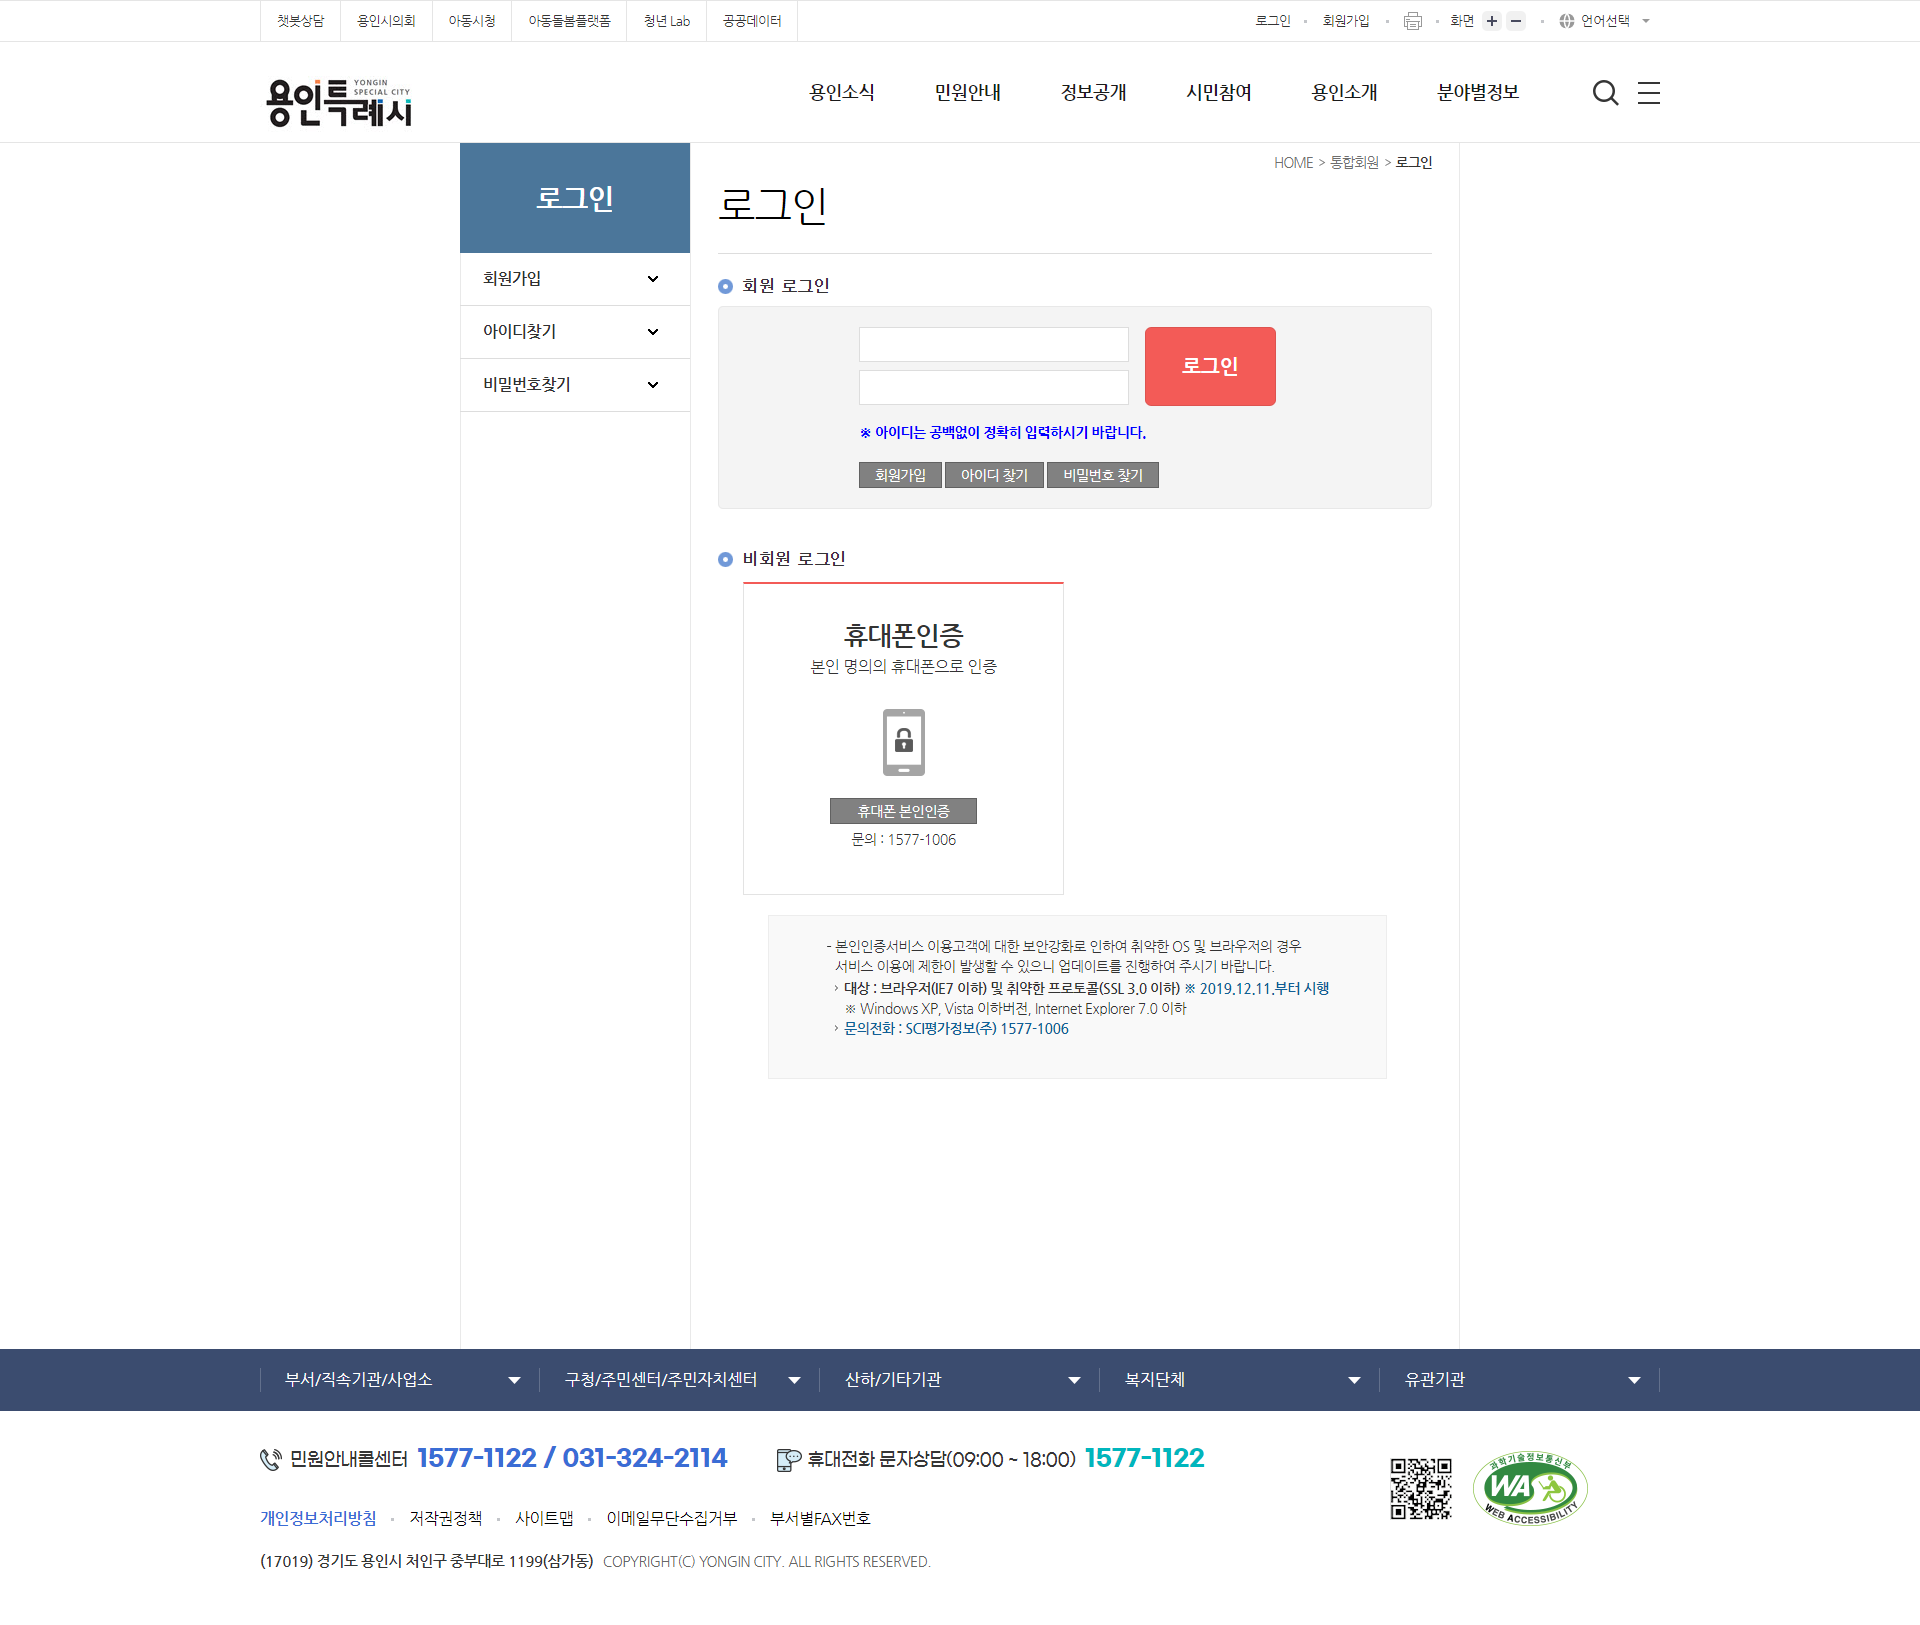 챗봇상담 용인시의회 아동시청 아동돌봄플랫폼 청년 Lab 공공데이터 로그인 회원가입 화면 언어선택
용인특례시 YONGIN SPECIAL CITY
용인소식 민원안내 정보공개 시민참여 용인소개 분야별정보
로그인
회원가입
아이디찾기
비밀번호찾기
HOME > 통합회원 > 로그인
로그인
회원 로그인
로그인
※ 아이디는 공백없이 정확히 입력하시기 바랍니다.
회원가입 아이디 찾기 비밀번호 찾기
비회원 로그인
휴대폰인증
본인 명의의 휴대폰으로 인증
휴대폰 본인인증
문의 : 1577-1006
- 본인인증서비스 이용고객에 대한 보안강화로 인하여 취약한 OS 및 브라우저의 경우
서비스 이용에 제한이 발생할 수 있으니 업데이트를 진행하여 주시기 바랍니다.
대상 : 브라우저(IE7 이하) 및 취약한 프로토콜(SSL 3.0 이하) ※ 2019.12.11.부터 시행
※ Windows XP, Vista 이하버전, Internet Explorer 7.0 이하
문의전화 : SCI평가정보(주) 1577-1006
부서/직속기관/사업소 구청/주민센터/주민자치센터 산하/기타기관 복지단체 유관기관
민원안내콜센터 1577-1122 / 031-324-2114 휴대전화 문자상담(09:00 ~ 18:00) 1577-1122
과학기술정보통신부
WA
WEB ACCESSIBILITY
개인정보처리방침 저작권정책 사이트맵 이메일무단수집거부 부서별FAX번호
(17019) 경기도 용인시 처인구 중부대로 1199(삼가동) COPYRIGHT(C) YONGIN CITY. ALL RIGHTS RESERVED.